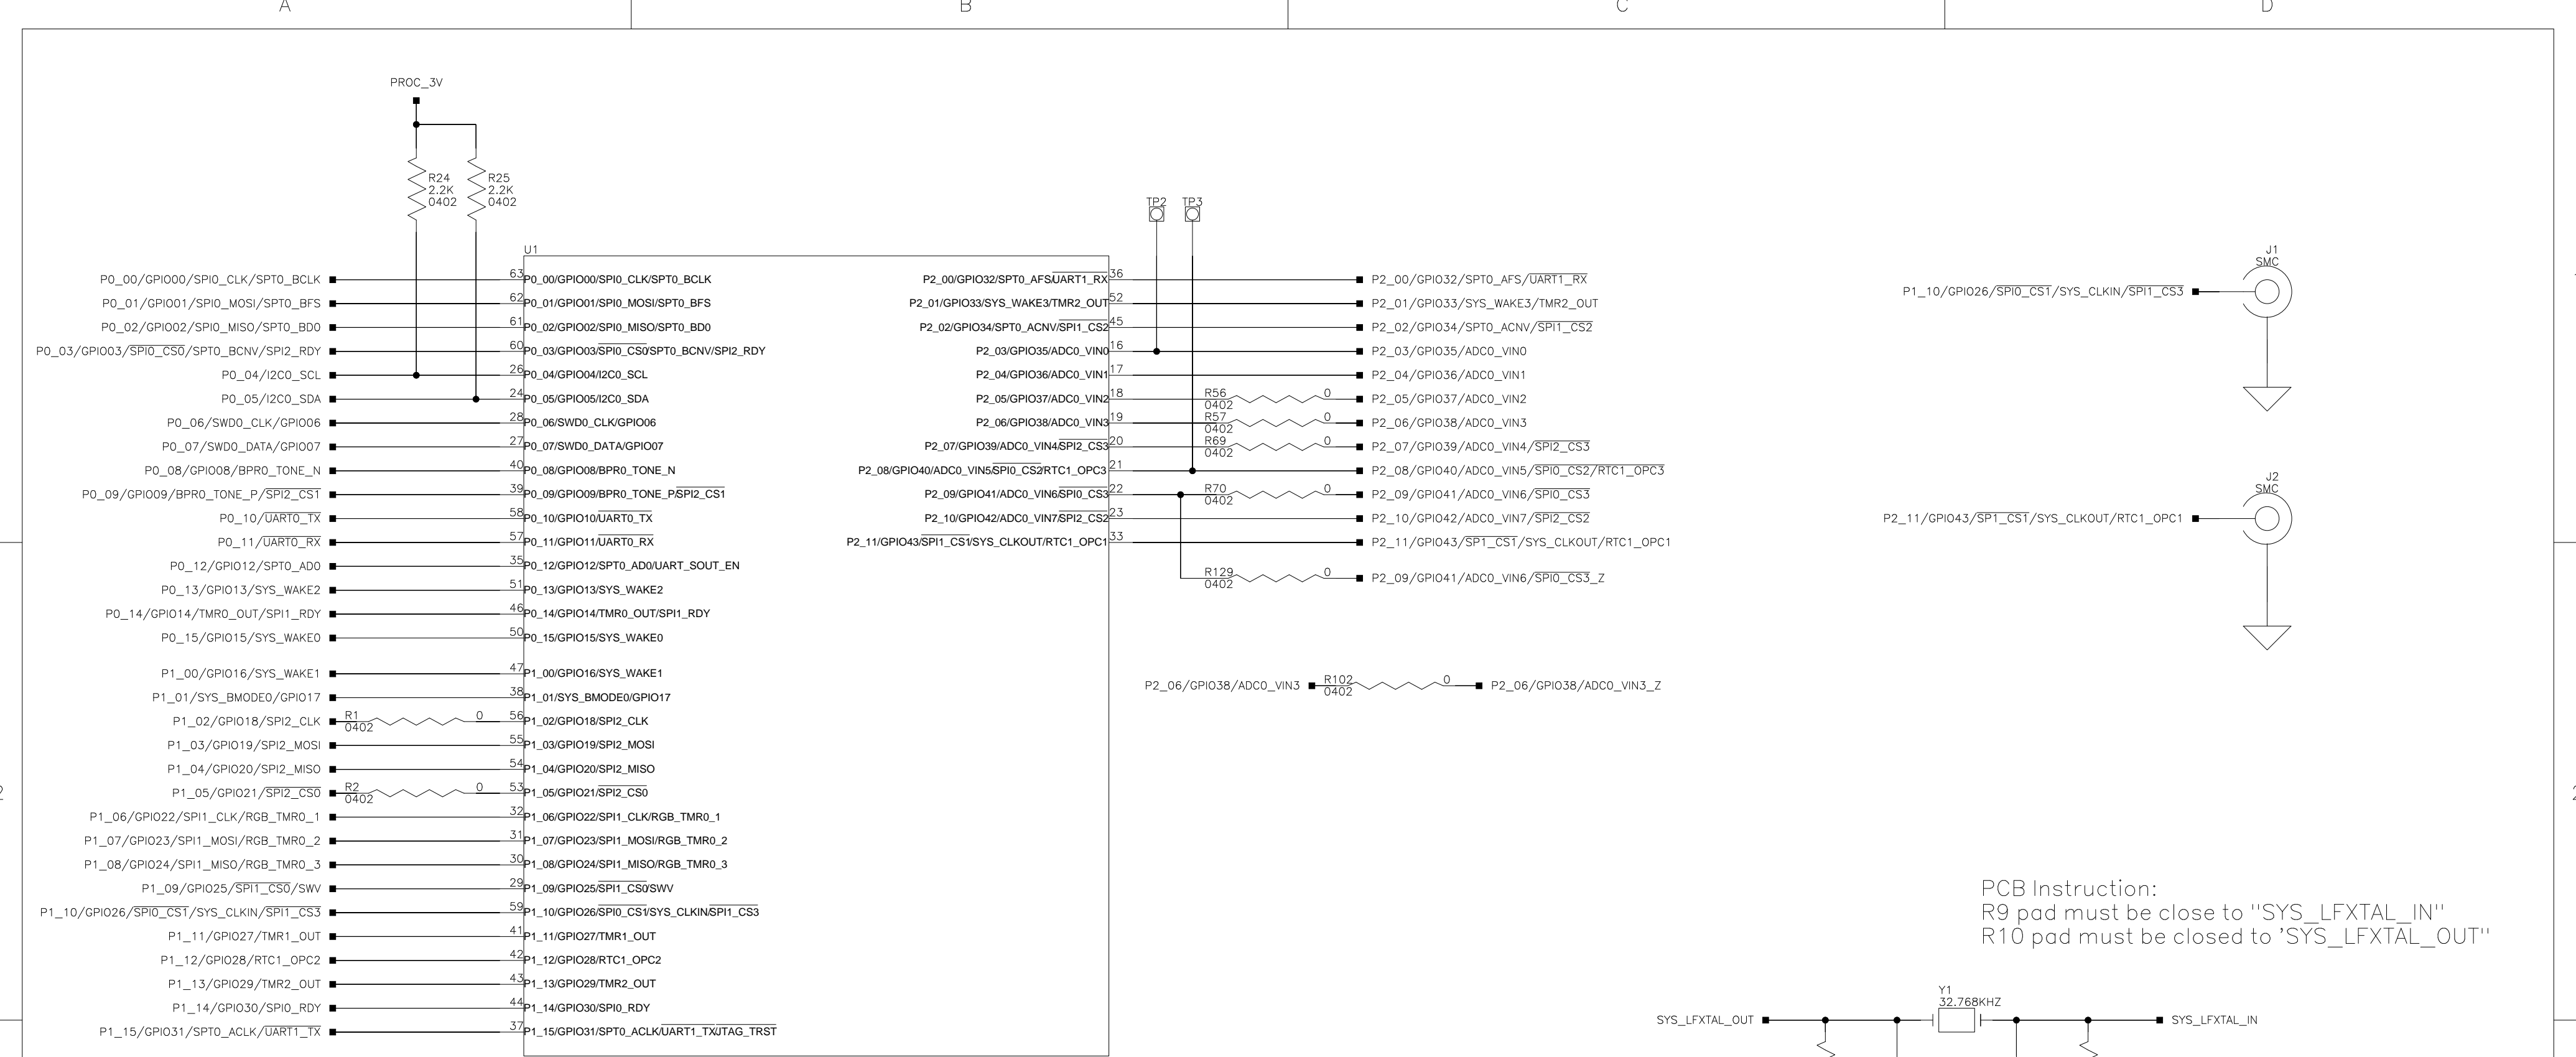 A
B
C
D
PROC_3V
R24
2.2K
0402
R25
2.2K
0402
TP2
TP3
U1
J1
SMC
P0_00/GPIO00/SPI0_CLK/SPT0_BCLK 63 P0_00/GPIO00/SPI0_CLK/SPT0_BCLK
P0_01/GPIO01/SPI0_MOSI/SPT0_BFS 62 P0_01/GPIO01/SPI0_MOSI/SPT0_BFS
P0_02/GPIO02/SPI0_MISO/SPT0_BD0 61 P0_02/GPIO02/SPI0_MISO/SPT0_BD0
P0_03/GPIO03/SPI0_CS0/SPT0_BCNV/SPI2_RDY 60 P0_03/GPIO03/SPI0_CS0/SPT0_BCNV/SPI2_RDY
P0_04/I2C0_SCL 26 P0_04/GPIO04/I2C0_SCL
P0_05/I2C0_SDA 24 P0_05/GPIO05/I2C0_SDA
P0_06/SWD0_CLK/GPIO06 28 P0_06/SWD0_CLK/GPIO06
P0_07/SWD0_DATA/GPIO07 27 P0_07/SWD0_DATA/GPIO07
P0_08/GPIO08/BPR0_TONE_N 40 P0_08/GPIO08/BPR0_TONE_N
P0_09/GPIO09/BPR0_TONE_P/SPI2_CS1 39 P0_09/GPIO09/BPR0_TONE_P/SPI2_CS1
P0_10/UART0_TX 58 P0_10/GPIO10/UART0_TX
P0_11/UART0_RX 57 P0_11/GPIO11/UART0_RX
P0_12/GPIO12/SPT0_AD0 35 P0_12/GPIO12/SPT0_AD0/UART_SOUT_EN
P0_13/GPIO13/SYS_WAKE2 51 P0_13/GPIO13/SYS_WAKE2
P0_14/GPIO14/TMR0_OUT/SPI1_RDY 46 P0_14/GPIO14/TMR0_OUT/SPI1_RDY
P0_15/GPIO15/SYS_WAKE0 50 P0_15/GPIO15/SYS_WAKE0
P1_00/GPIO16/SYS_WAKE1 47 P1_00/GPIO16/SYS_WAKE1
P1_01/SYS_BMODE0/GPIO17 38 P1_01/SYS_BMODE0/GPIO17
P1_02/GPIO18/SPI2_CLK R1 0402 0 56 P1_02/GPIO18/SPI2_CLK
P1_03/GPIO19/SPI2_MOSI 55 P1_03/GPIO19/SPI2_MOSI
P1_04/GPIO20/SPI2_MISO 54 P1_04/GPIO20/SPI2_MISO
P1_05/GPIO21/SPI2_CS0 R2 0402 0 53 P1_05/GPIO21/SPI2_CS0
P1_06/GPIO22/SPI1_CLK/RGB_TMR0_1 32 P1_06/GPIO22/SPI1_CLK/RGB_TMR0_1
P1_07/GPIO23/SPI1_MOSI/RGB_TMR0_2 31 P1_07/GPIO23/SPI1_MOSI/RGB_TMR0_2
P1_08/GPIO24/SPI1_MISO/RGB_TMR0_3 30 P1_08/GPIO24/SPI1_MISO/RGB_TMR0_3
P1_09/GPIO25/SPI1_CS0/SWV 29 P1_09/GPIO25/SPI1_CS0/SWV
P1_10/GPIO26/SPI0_CS1/SYS_CLKIN/SPI1_CS3 59 P1_10/GPIO26/SPI0_CS1/SYS_CLKIN/SPI1_CS3
P1_11/GPIO27/TMR1_OUT 41 P1_11/GPIO27/TMR1_OUT
P1_12/GPIO28/RTC1_OPC2 42 P1_12/GPIO28/RTC1_OPC2
P1_13/GPIO29/TMR2_OUT 43 P1_13/GPIO29/TMR2_OUT
P1_14/GPIO30/SPI0_RDY 44 P1_14/GPIO30/SPI0_RDY
P1_15/GPIO31/SPT0_ACLK/UART1_TX 37 P1_15/GPIO31/SPT0_ACLK/UART1_TX/JTAG_TRST
P2_00/GPIO32/SPT0_AFS/UART1_RX 36 P2_00/GPIO32/SPT0_AFS/UART1_RX
P2_01/GPIO33/SYS_WAKE3/TMR2_OUT 52 P2_01/GPIO33/SYS_WAKE3/TMR2_OUT
P2_02/GPIO34/SPT0_ACNV/SPI1_CS2 45 P2_02/GPIO34/SPT0_ACNV/SPI1_CS2
P2_03/GPIO35/ADC0_VIN0 16 P2_03/GPIO35/ADC0_VIN0
P2_04/GPIO36/ADC0_VIN1 17 P2_04/GPIO36/ADC0_VIN1
P2_05/GPIO37/ADC0_VIN2 18 R56 0402 0 P2_05/GPIO37/ADC0_VIN2
P2_06/GPIO38/ADC0_VIN3 19 R57 0402 0 P2_06/GPIO38/ADC0_VIN3
P2_07/GPIO39/ADC0_VIN4/SPI2_CS3 20 R69 0402 0 P2_07/GPIO39/ADC0_VIN4/SPI2_CS3
P2_08/GPIO40/ADC0_VIN5/SPI0_CS2/RTC1_OPC3 21 P2_08/GPIO40/ADC0_VIN5/SPI0_CS2/RTC1_OPC3
P2_09/GPIO41/ADC0_VIN6/SPI0_CS3 22 R70 0402 0 P2_09/GPIO41/ADC0_VIN6/SPI0_CS3
P2_10/GPIO42/ADC0_VIN7/SPI2_CS2 23 P2_10/GPIO42/ADC0_VIN7/SPI2_CS2
P2_11/GPIO43/SPI1_CS1/SYS_CLKOUT/RTC1_OPC1 33 P2_11/GPIO43/SP1_CS1/SYS_CLKOUT/RTC1_OPC1
R129 0402 0 P2_09/GPIO41/ADC0_VIN6/SPI0_CS3_Z
P2_06/GPIO38/ADC0_VIN3 R102 0402 0 P2_06/GPIO38/ADC0_VIN3_Z
P1_10/GPIO26/SPI0_CS1/SYS_CLKIN/SPI1_CS3
J2
SMC
P2_11/GPIO43/SP1_CS1/SYS_CLKOUT/RTC1_OPC1
2
PCB Instruction:
R9 pad must be close to "SYS_LFXTAL_IN"
R10 pad must be closed to 'SYS_LFXTAL_OUT"
Y1
32.768KHZ
SYS_LFXTAL_OUT
SYS_LFXTAL_IN